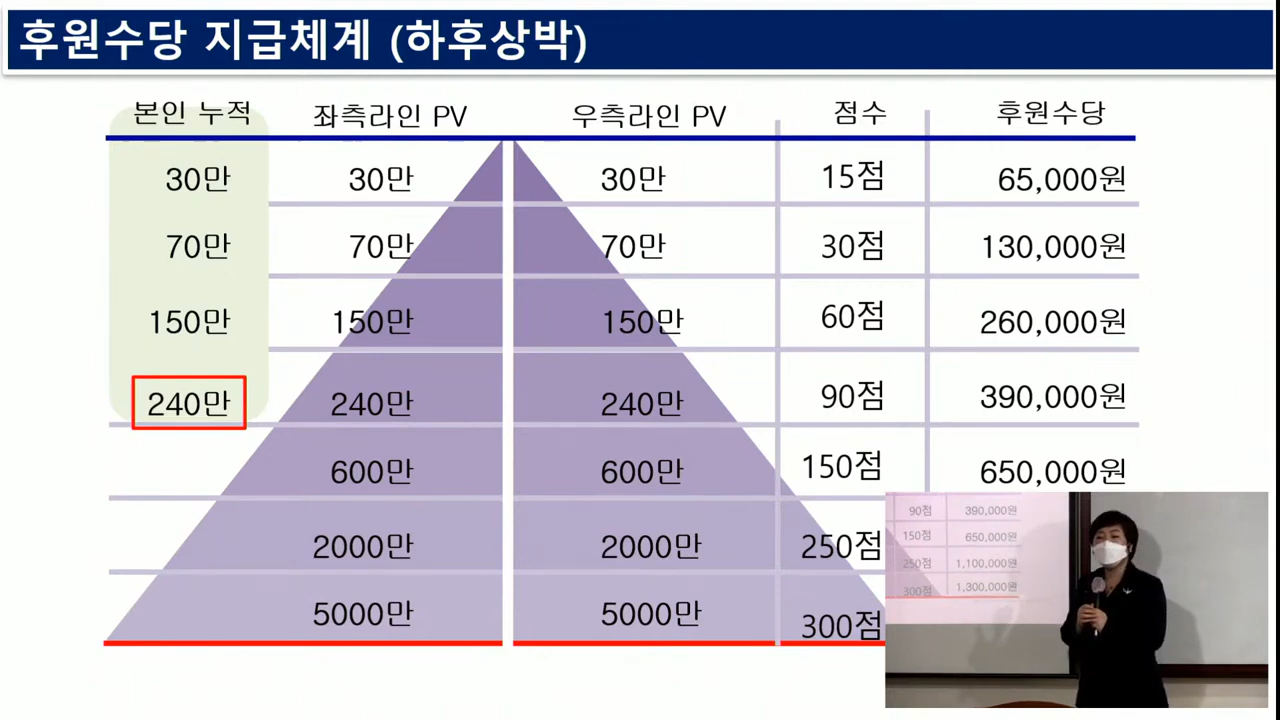 후원수당 지급체계 (하후상박)
본인 누적 좌측라인 PV 우측라인 PV 점수 후원수당
30만 30만 30만 15점 65,000원
70만 70만 70만 30점 130,000원
150만 150만 150만 60점 260,000원
240만 240만 240만 90점 390,000원
600만 600만 150점 650,000원
2000만 2000만 250점
5000만 5000만 300점
90점 390,000원
150점 650,000원
250점 1,100,000원
300점 1,300,000원